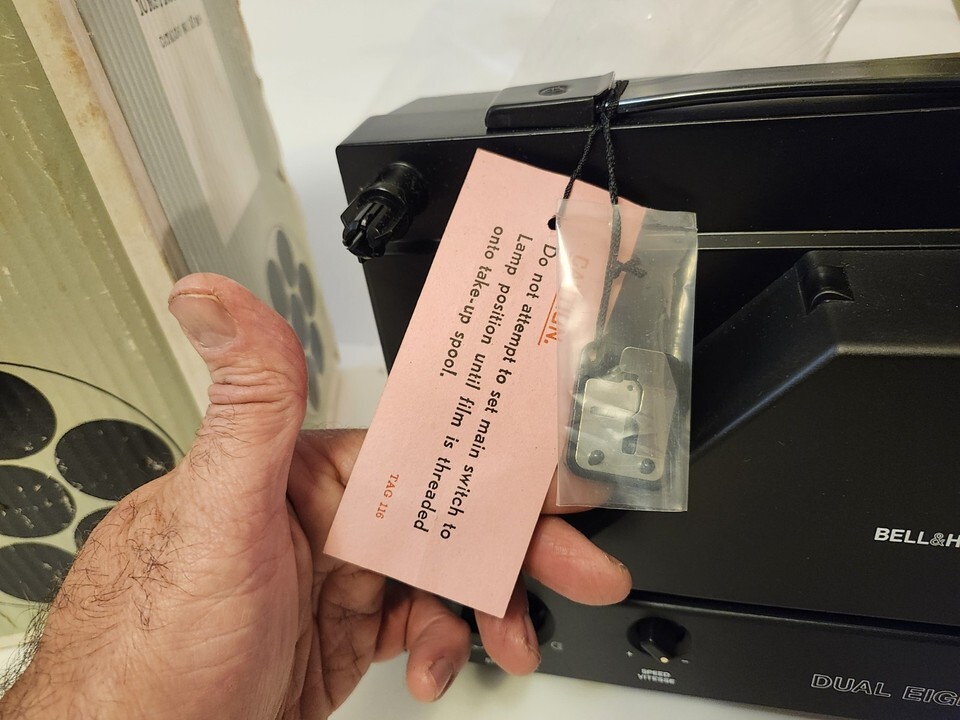 CAUTION.
Do not attempt to set main switch to
Lamp position until film is threaded
onto take-up spool.
TAG 116
BELL&H
SPEED
VITESSE
DUAL EIG